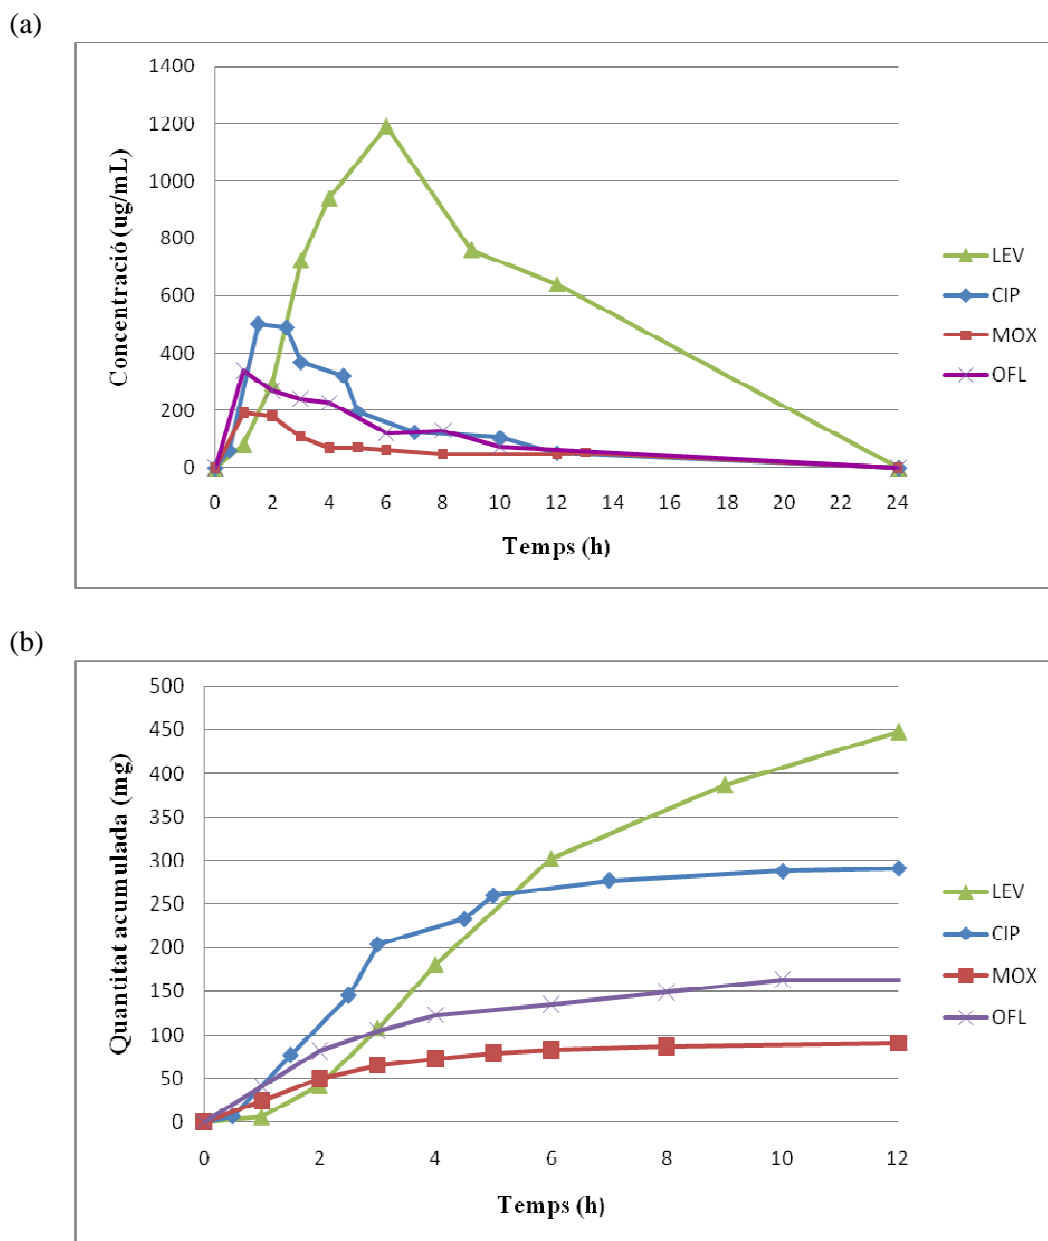 (a)
1400
1200
1000
800
600
400
200
0
0 2 4 6 8 10 12 14 16 18 20 22 24
Concentració (ug/mL)
Temps (h)
LEV
CIP
MOX
OFL
(b)
500
450
400
350
300
250
200
150
100
50
0
0 2 4 6 8 10 12
Quantitat acumulada (mg)
Temps (h)
LEV
CIP
MOX
OFL